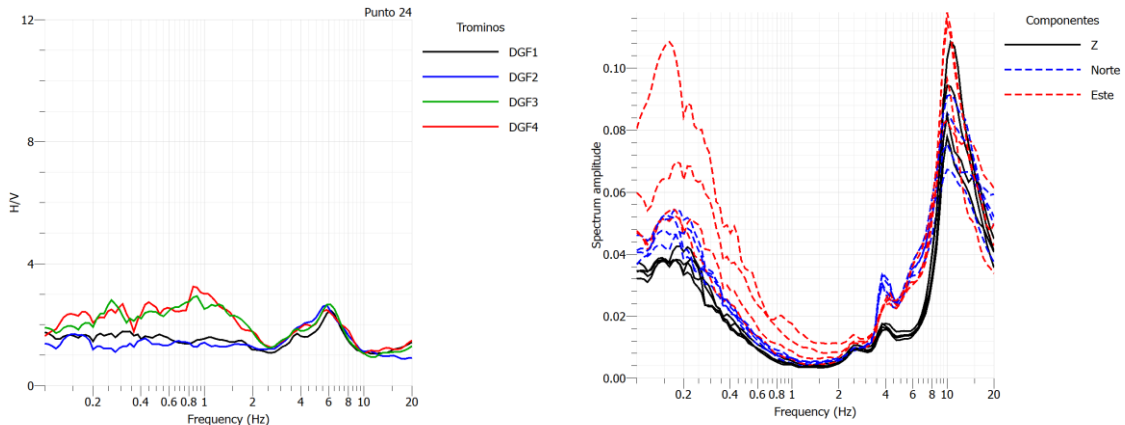 Punto 24
12
8
4
0
H/V
0.2 0.4 0.6 0.8 1 2 4 6 8 10 20
Frequency (Hz)
Trominos
DGF1
DGF2
DGF3
DGF4
0.10
0.08
0.06
0.04
0.02
0.00
Spectrum amplitude
0.2 0.4 0.6 1 2 4 6 10 20
Frequency (Hz)
Componentes
Z
Norte
Este